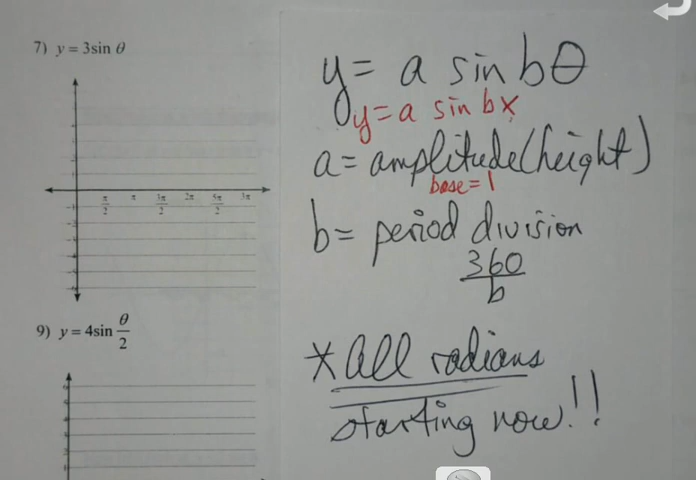 7) y = 3sin θ
π/2 π 3π/2 2π 5π/2 3π
9) y = 4sin θ/2
y = a sin bθ
y = a sin bx
a = amplitude (height)
base = 1
b = period division
360
b
* All radians
starting now!!